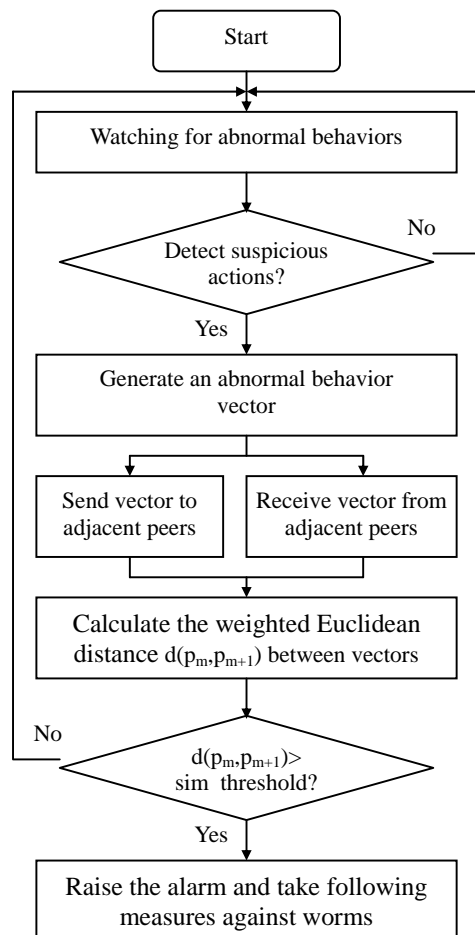 Start
Watching for abnormal behaviors
No
Detect suspicious
actions?
Yes
Generate an abnormal behavior
vector
Send vector to
adjacent peers
Receive vector from
adjacent peers
Calculate the weighted Euclidean
distance d(pₘ,pₘ₊₁) between vectors
No
d(pₘ,pₘ₊₁)>
sim threshold?
Yes
Raise the alarm and take following
measures against worms